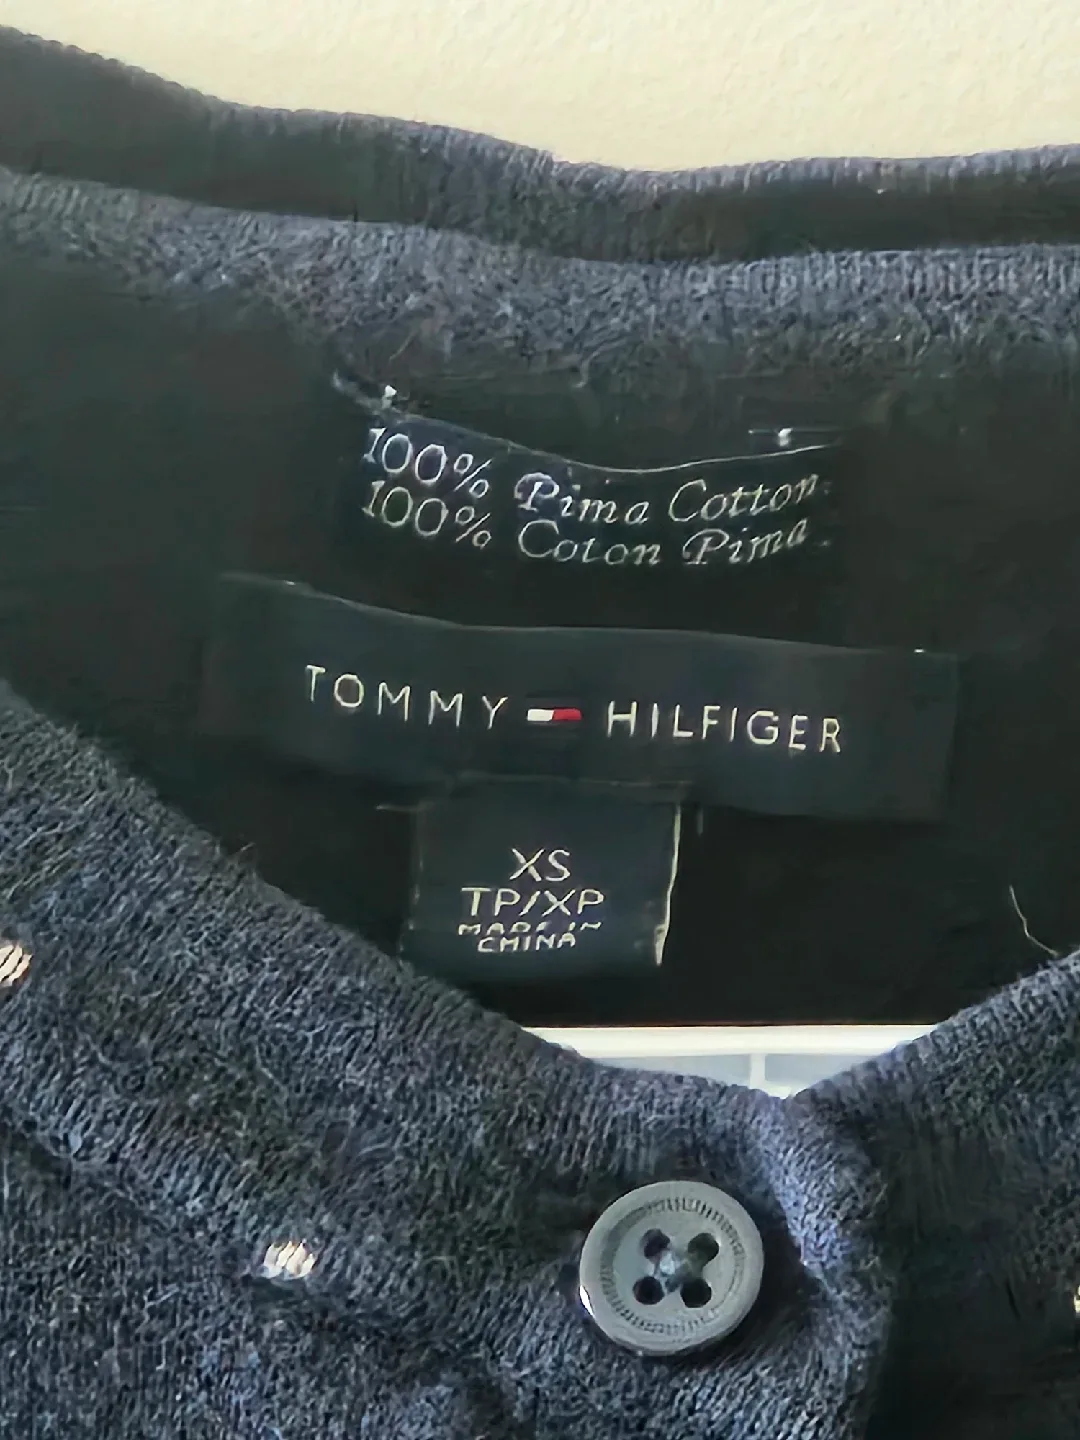 100% Pima Cotton
100% Coton Pima
TOMMY HILFIGER
XS
TP/XP
MADE IN
CHINA